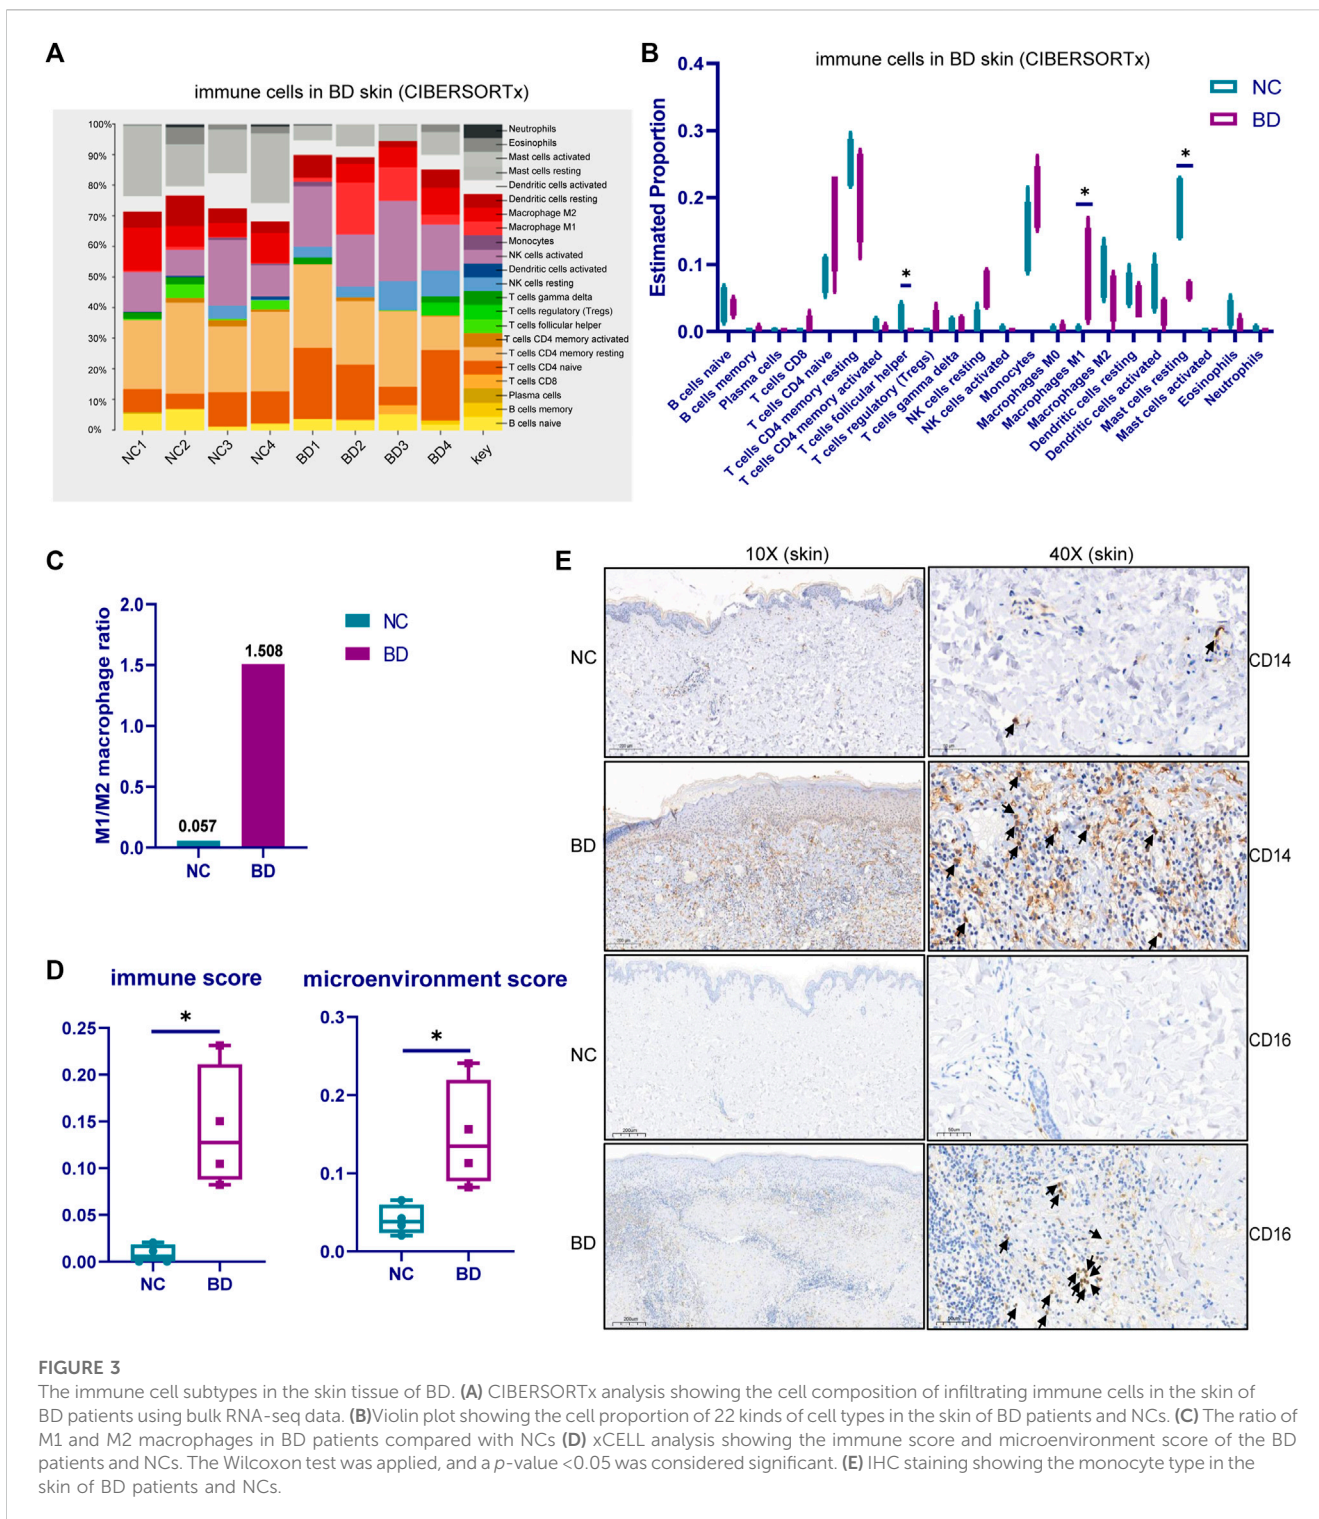 A
immune cells in BD skin (CIBERSORTx)
100%
90%
80%
70%
60%
50%
40%
30%
20%
10%
0%
NC1
NC2
NC3
NC4
BD1
BD2
BD3
BD4
key
Neutrophils
Eosinophils
Mast cells activated
Mast cells resting
Dendritic cells activated
Dendritic cells resting
Macrophage M2
Macrophage M1
Monocytes
NK cells activated
Dendritic cells activated
NK cells resting
T cells gamma delta
T cells regulatory (Tregs)
T cells follicular helper
T cells CD4 memory activated
T cells CD4 memory resting
T cells CD4 naive
T cells CD8
Plasma cells
B cells memory
B cells naive
B
immune cells in BD skin (CIBERSORTx)
NC
BD
Estimated Proportion
0.4
0.3
0.2
0.1
0.0
*
*
*
B cells naive
B cells memory
Plasma cells
T cells CD8
T cells CD4 naive
T cells CD4 memory resting
T cells CD4 memory activated
T cells follicular helper
T cells regulatory (Tregs)
T cells gamma delta
NK cells resting
NK cells activated
Monocytes
Macrophages M0
Macrophages M1
Macrophages M2
Dendritic cells resting
Dendritic cells activated
Mast cells resting
Mast cells activated
Eosinophils
Neutrophils
C
M1/M2 macrophage ratio
2.0
1.5
1.0
0.5
0.0
0.057
1.508
NC
BD
NC
BD
D
immune score
*
0.25
0.20
0.15
0.10
0.05
0.00
NC
BD
microenvironment score
*
0.3
0.2
0.1
0.0
NC
BD
E
10X (skin)
40X (skin)
NC
CD14
BD
CD14
NC
CD16
200μm
50μm
BD
CD16
200μm
FIGURE 3
The immune cell subtypes in the skin tissue of BD. (A) CIBERSORTx analysis showing the cell composition of infiltrating immune cells in the skin of
BD patients using bulk RNA-seq data. (B)Violin plot showing the cell proportion of 22 kinds of cell types in the skin of BD patients and NCs. (C) The ratio of
M1 and M2 macrophages in BD patients compared with NCs (D) xCELL analysis showing the immune score and microenvironment score of the BD
patients and NCs. The Wilcoxon test was applied, and a p-value <0.05 was considered significant. (E) IHC staining showing the monocyte type in the
skin of BD patients and NCs.